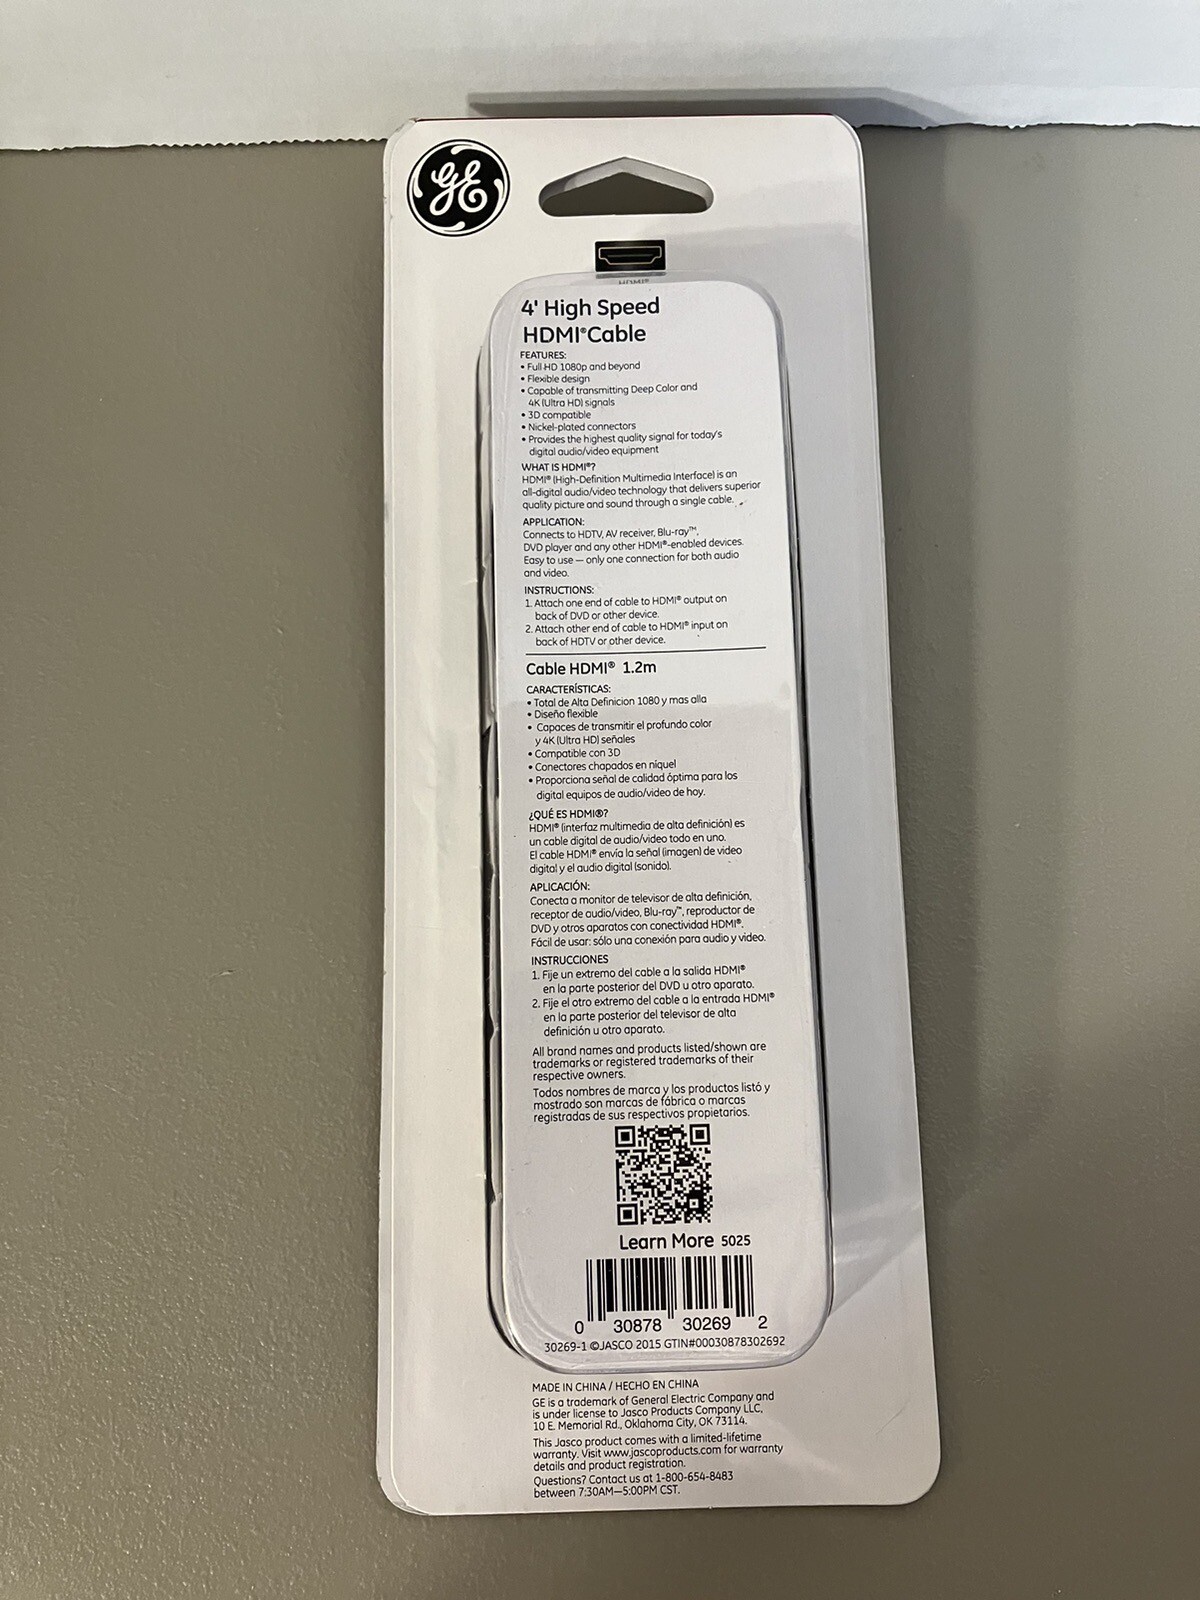 GE
HDMI®
4' High Speed
HDMI® Cable
FEATURES:
• Full HD 1080p and beyond
• Flexible design
• Capable of transmitting Deep Color and
4K (Ultra HD) signals
• 3D compatible
• Nickel-plated connectors
• Provides the highest quality signal for today's
digital audio/video equipment
WHAT IS HDMI®?
HDMI® (High-Definition Multimedia Interface) is an
all-digital audio/video technology that delivers superior
quality picture and sound through a single cable.
APPLICATION:
Connects to HDTV, AV receiver, Blu-ray™,
DVD player and any other HDMI®-enabled devices.
Easy to use — only one connection for both audio
and video.
INSTRUCTIONS:
1. Attach one end of cable to HDMI® output on
back of DVD or other device.
2. Attach other end of cable to HDMI® input on
back of HDTV or other device.
Cable HDMI® 1.2m
CARACTERÍSTICAS:
• Total de Alta Definicion 1080 y mas alla
• Diseño flexible
• Capaces de transmitir el profundo color
y 4K (Ultra HD) señales
• Compatible con 3D
• Conectores chapados en niquel
• Proporciona señal de calidad óptima para los
digital equipos de audio/video de hoy.
¿QUÉ ES HDMI®?
HDMI® (interfaz multimedia de alta definición) es
un cable digital de audio/video todo en uno.
El cable HDMI® envía la señal (imagen) de video
digital y el audio digital (sonido).
APLICACIÓN:
Conecta a monitor de televisor de alta definición,
receptor de audio/video, Blu-ray™, reproductor de
DVD y otros aparatos con conectividad HDMI®.
Fácil de usar: sólo una conexión para audio y video.
INSTRUCCIONES
1. Fije un extremo del cable a la salida HDMI®
en la parte posterior del DVD u otro aparato.
2. Fije el otro extremo del cable a la entrada HDMI®
en la parte posterior del televisor de alta
definición u otro aparato.
All brand names and products listed/shown are
trademarks or registered trademarks of their
respective owners.
Todos nombres de marca y los productos listó y
mostrado son marcas de fábrica o marcas
registradas de sus respectivos propietarios.
Learn More 5025
0 30878 30269 2
30269-1 ©JASCO 2015 GTIN#00030878302692
MADE IN CHINA / HECHO EN CHINA
GE is a trademark of General Electric Company and
is under license to Jasco Products Company LLC,
10 E. Memorial Rd., Oklahoma City, OK 73114.
This Jasco product comes with a limited-lifetime
warranty. Visit www.jascoproducts.com for warranty
details and product registration.
Questions? Contact us at 1-800-654-8483
between 7:30AM—5:00PM CST.